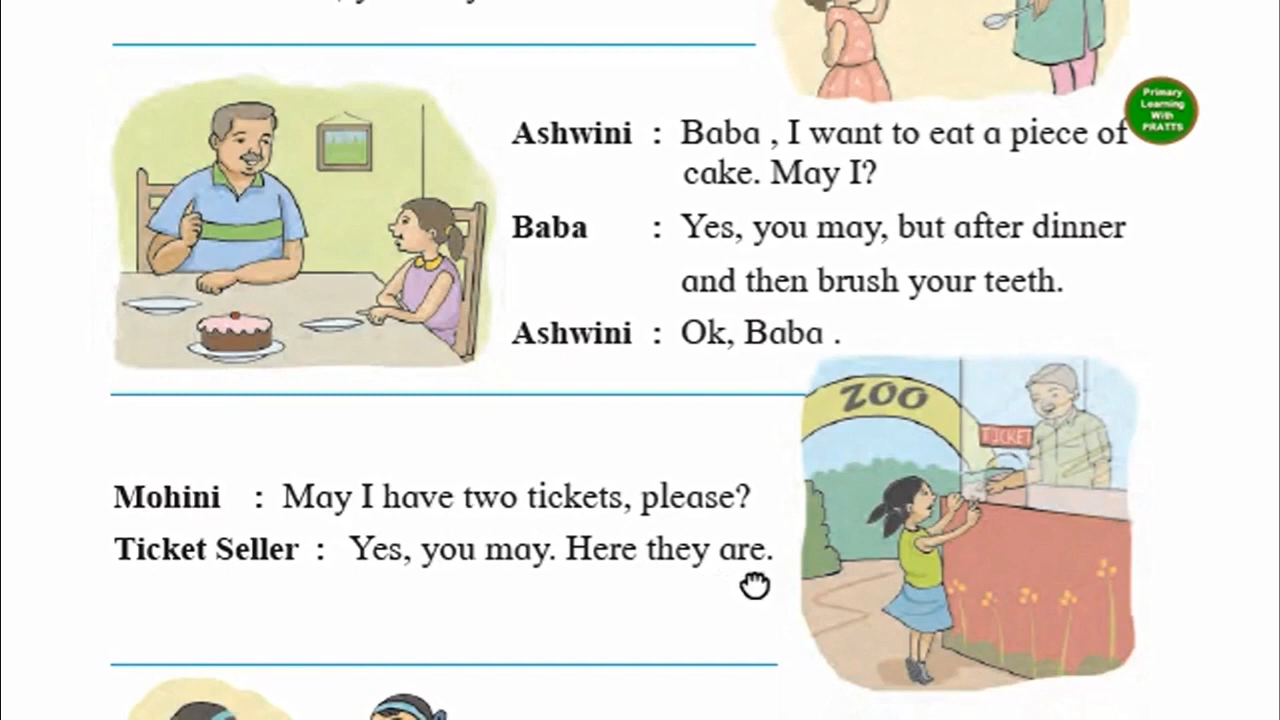 Primary
Learning
With
PRATTS
Ashwini : Baba , I want to eat a piece of
cake. May I?
Baba : Yes, you may, but after dinner
and then brush your teeth.
Ashwini : Ok, Baba .
ZOO
TICKET
Mohini : May I have two tickets, please?
Ticket Seller : Yes, you may. Here they are.